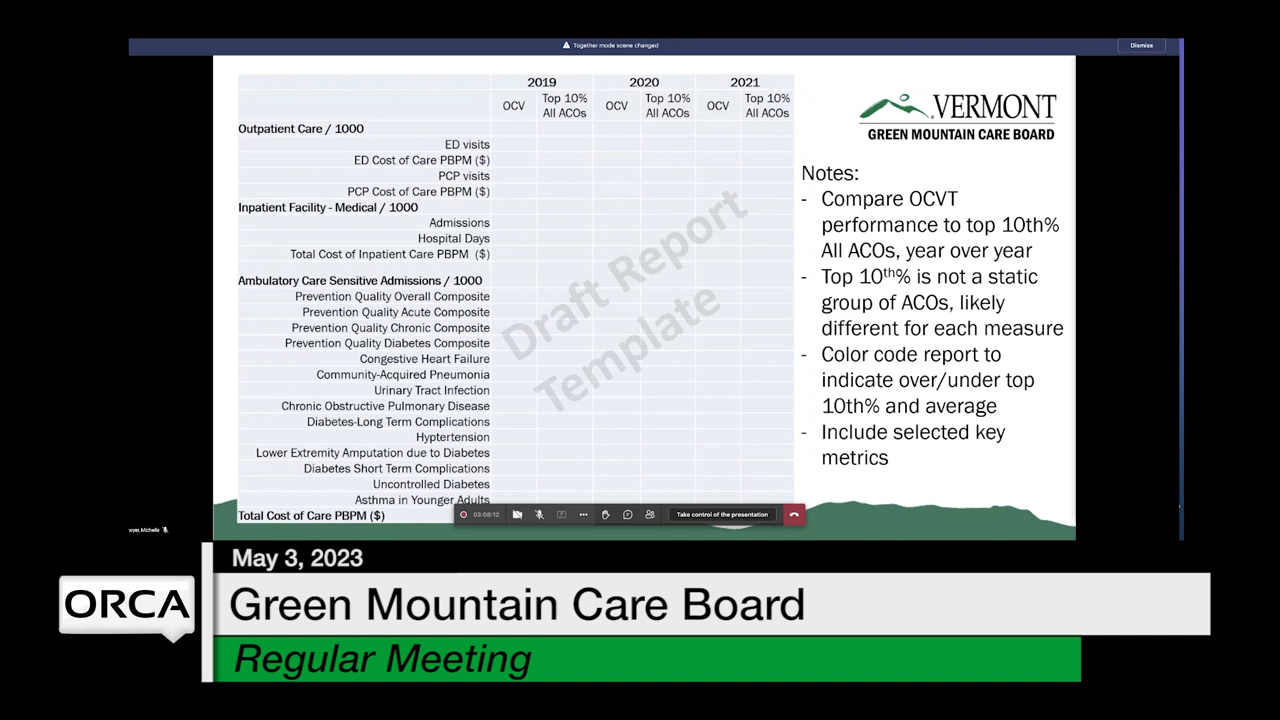 Together mode scene changed
Dismiss
2019 2020 2021
OCV Top 10% All ACOs OCV Top 10% All ACOs OCV Top 10% All ACOs
Outpatient Care / 1000
ED visits
ED Cost of Care PBPM ($)
PCP visits
PCP Cost of Care PBPM ($)
Inpatient Facility - Medical / 1000
Admissions
Hospital Days
Total Cost of Inpatient Care PBPM ($)
Ambulatory Care Sensitive Admissions / 1000
Prevention Quality Overall Composite
Prevention Quality Acute Composite
Prevention Quality Chronic Composite
Prevention Quality Diabetes Composite
Congestive Heart Failure
Community-Acquired Pneumonia
Urinary Tract Infection
Chronic Obstructive Pulmonary Disease
Diabetes-Long Term Complications
Hyptertension
Lower Extremity Amputation due to Diabetes
Diabetes Short Term Complications
Uncontrolled Diabetes
Asthma in Younger Adults
Total Cost of Care PBPM ($)
Draft Report
Template
VERMONT
GREEN MOUNTAIN CARE BOARD
Notes:
- Compare OCVT
performance to top 10th%
All ACOs, year over year
- Top 10th% is not a static
group of ACOs, likely
different for each measure
- Color code report to
indicate over/under top
10th% and average
- Include selected key
metrics
03:08:12
Take control of the presentation
wyer, Michelle
May 3, 2023
ORCA
Green Mountain Care Board
Regular Meeting